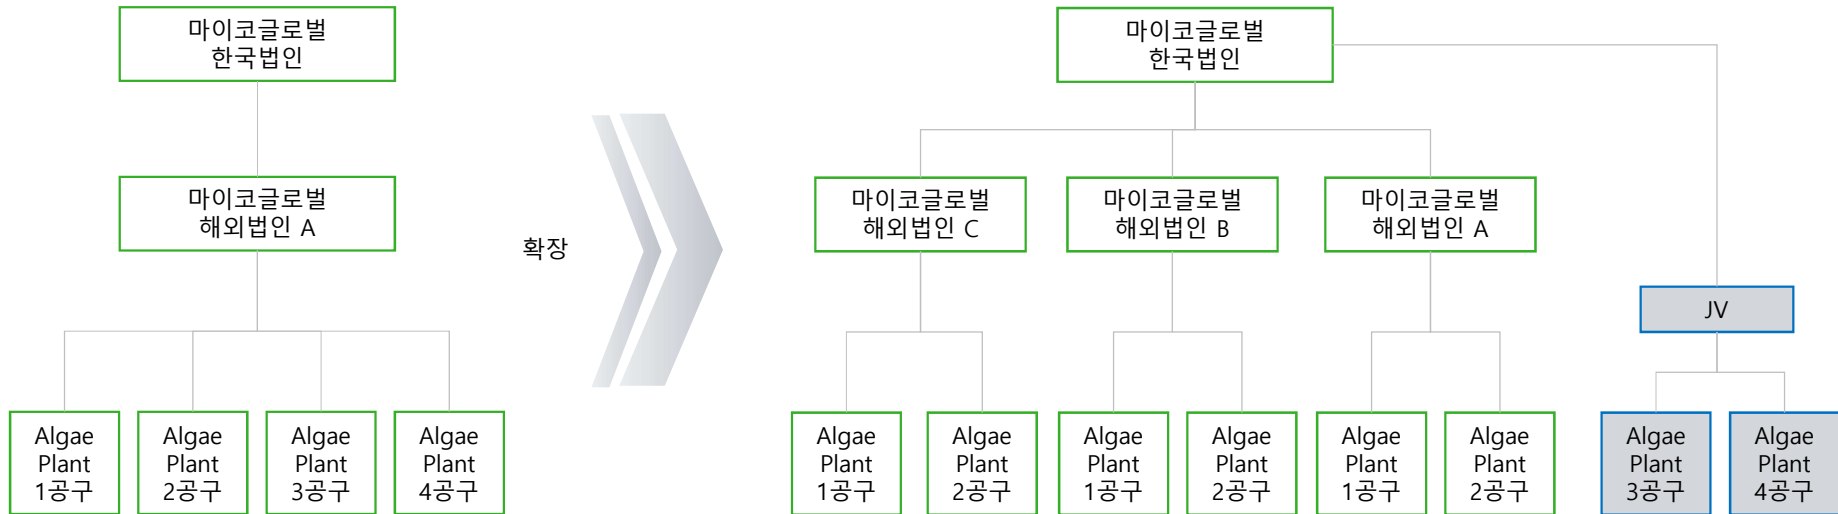 마이코글로벌
한국법인
마이코글로벌
해외법인 A
Algae
Plant
1공구
Algae
Plant
2공구
Algae
Plant
3공구
Algae
Plant
4공구
확장
마이코글로벌
한국법인
마이코글로벌
해외법인 C
마이코글로벌
해외법인 B
마이코글로벌
해외법인 A
JV
Algae
Plant
1공구
Algae
Plant
2공구
Algae
Plant
1공구
Algae
Plant
2공구
Algae
Plant
1공구
Algae
Plant
2공구
Algae
Plant
3공구
Algae
Plant
4공구